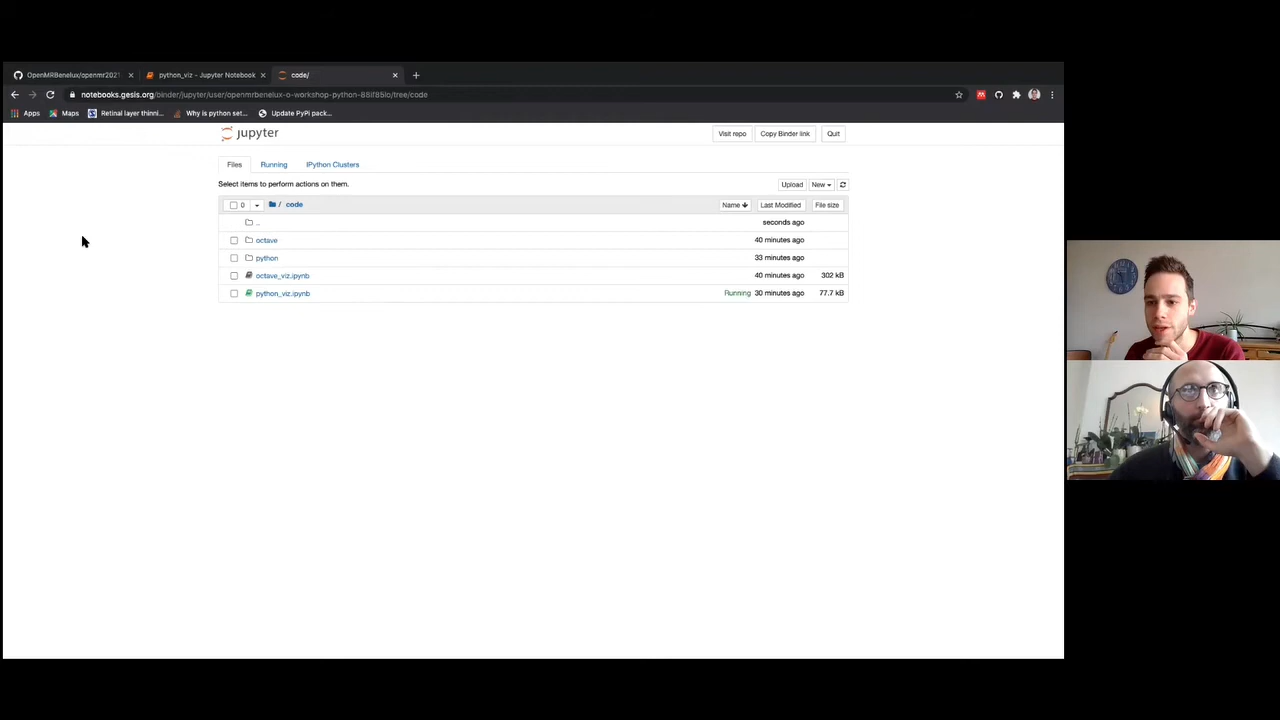 OpenMRBenelux/openmr2021
python_viz - Jupyter Notebook
code/
notebooks.gesis.org/binder/jupyter/user/openmrbenelux-o-workshop-python-88if85lo/tree/code
Apps
Maps
Retinal layer thinni...
Why is python set...
Update PyPI pack...
jupyter
Visit repo
Copy Binder link
Quit
Files
Running
IPython Clusters
Select items to perform actions on them.
Upload
New
0
/ code
Name
Last Modified
File size
..
seconds ago
octave
40 minutes ago
python
33 minutes ago
octave_viz.ipynb
40 minutes ago
302 kB
python_viz.ipynb
Running
30 minutes ago
77.7 kB